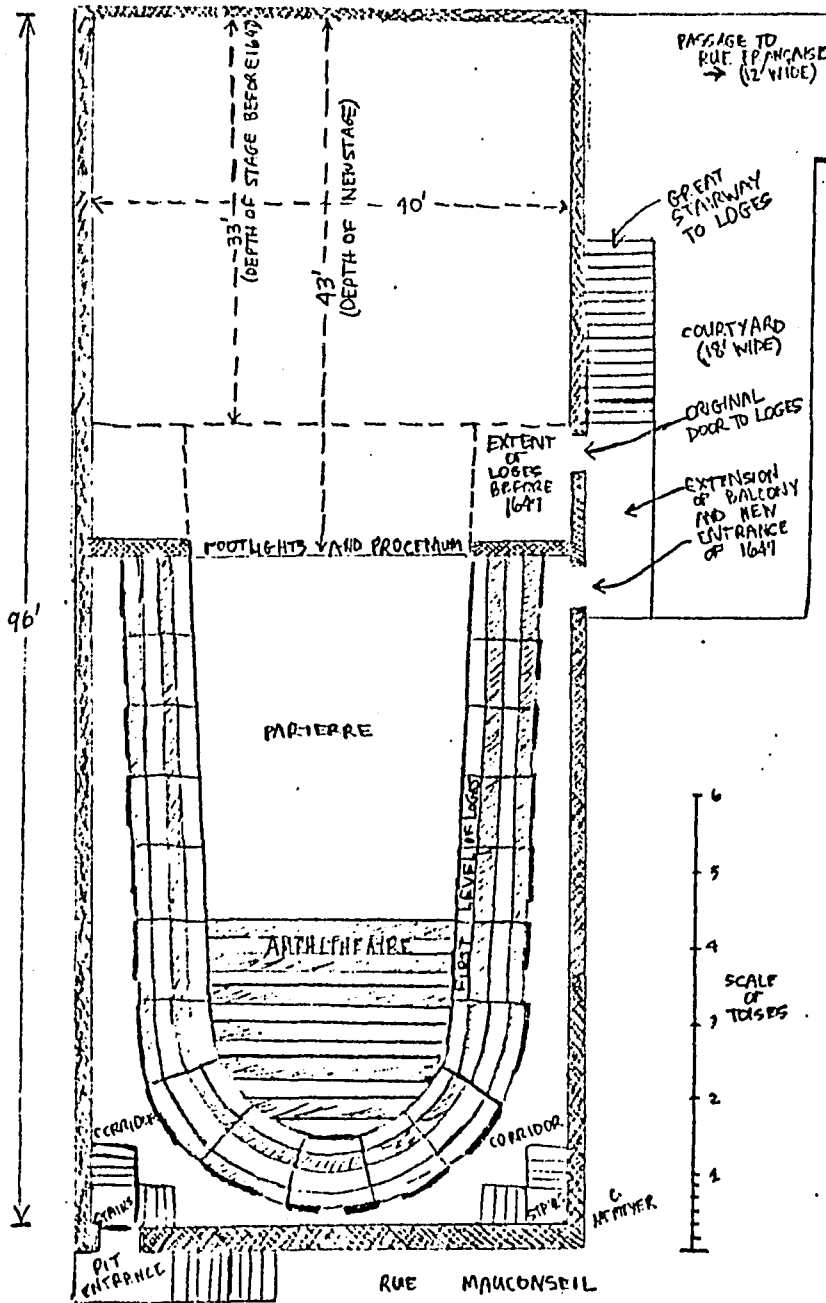 PASSAGE TO
RUE FRANÇAISE
(12' WIDE)
33'
(DEPTH OF STAGE BEFORE 1647)
43'
(DEPTH OF NEW STAGE)
40'
GREAT
STAIRWAY
TO LOGES
COURTYARD
(18' WIDE)
ORIGINAL
DOOR TO LOGES
EXTENT
OF
LOGES
BEFORE
1647
EXTENSION
OF BALCONY
AND NEW
ENTRANCE
OF 1647
FOOTLIGHTS AND PROCENIUM
96'
PARTERRE
FIRST LEVEL OF LOGES
AMPHITHEATRE
6
5
4
3
2
1
SCALE
OF
TOISES
CORRIDOR
CORRIDOR
STAIRS
STAIRS
PIT
ENTRANCE
RUE MAUCONSEIL